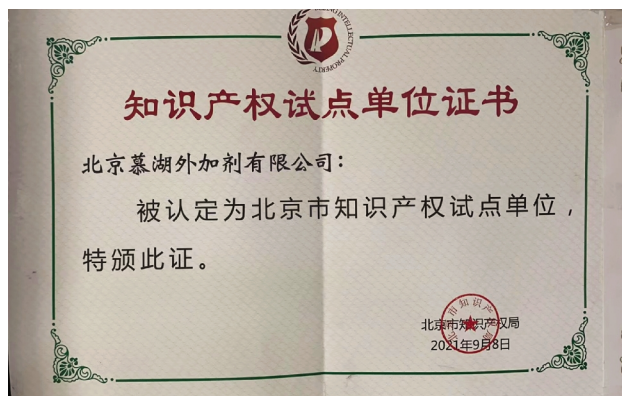 INTELLECTUAL PROPERTY
知识产权试点单位证书
北京慕湖外加剂有限公司：
被认定为北京市知识产权试点单位，
特颁此证。
北京市知识产权局
2021年9月8日